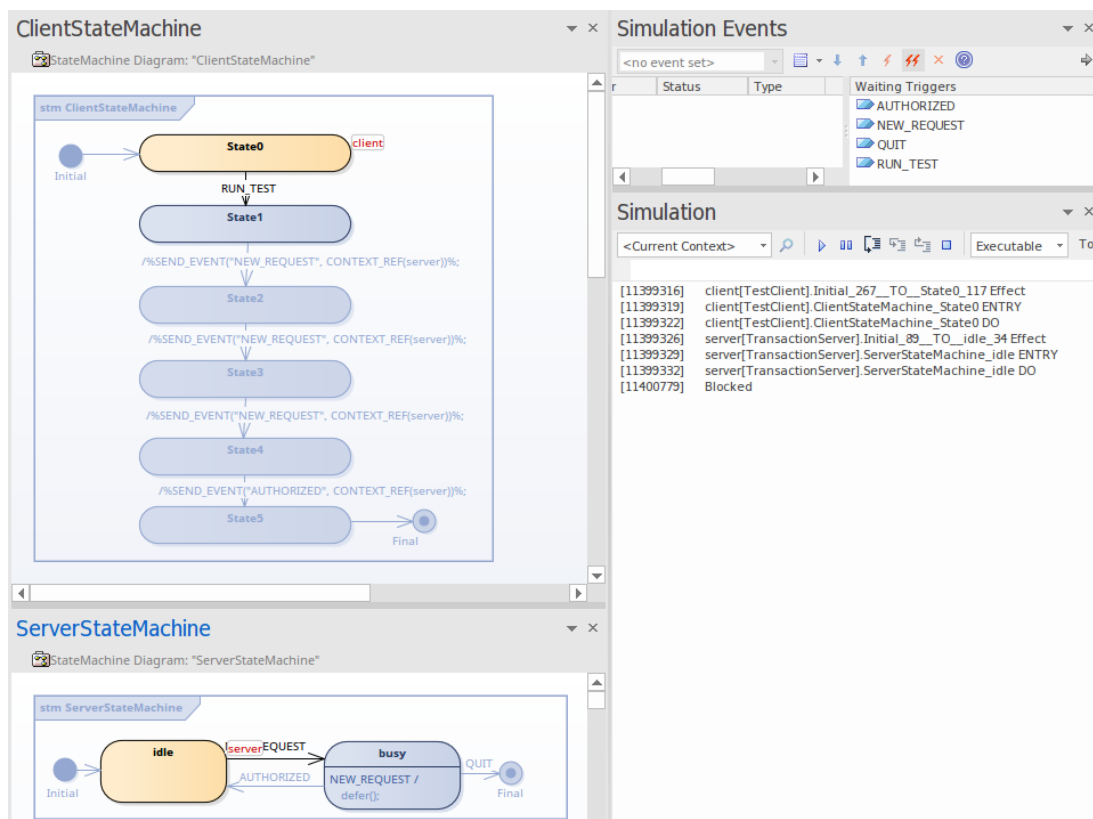 ClientStateMachine
StateMachine Diagram: "ClientStateMachine"
stm ClientStateMachine
Initial
State0
client
RUN_TEST
State1
/%SEND_EVENT("NEW_REQUEST", CONTEXT_REF(server))%;
State2
/%SEND_EVENT("NEW_REQUEST", CONTEXT_REF(server))%;
State3
/%SEND_EVENT("NEW_REQUEST", CONTEXT_REF(server))%;
State4
/%SEND_EVENT("AUTHORIZED", CONTEXT_REF(server))%;
State5
Final
ServerStateMachine
StateMachine Diagram: "ServerStateMachine"
stm ServerStateMachine
Initial
idle
server
EQUEST
AUTHORIZED
busy
NEW_REQUEST /
defer();
QUIT
Final
Simulation Events
<no event set>
r Status Type
Waiting Triggers
AUTHORIZED
NEW_REQUEST
QUIT
RUN_TEST
Simulation
<Current Context> Executable To
[11399316] client[TestClient].Initial_267__TO__State0_117 Effect
[11399319] client[TestClient].ClientStateMachine_State0 ENTRY
[11399322] client[TestClient].ClientStateMachine_State0 DO
[11399326] server[TransactionServer].Initial_89__TO__idle_34 Effect
[11399329] server[TransactionServer].ServerStateMachine_idle ENTRY
[11399332] server[TransactionServer].ServerStateMachine_idle DO
[11400779] Blocked